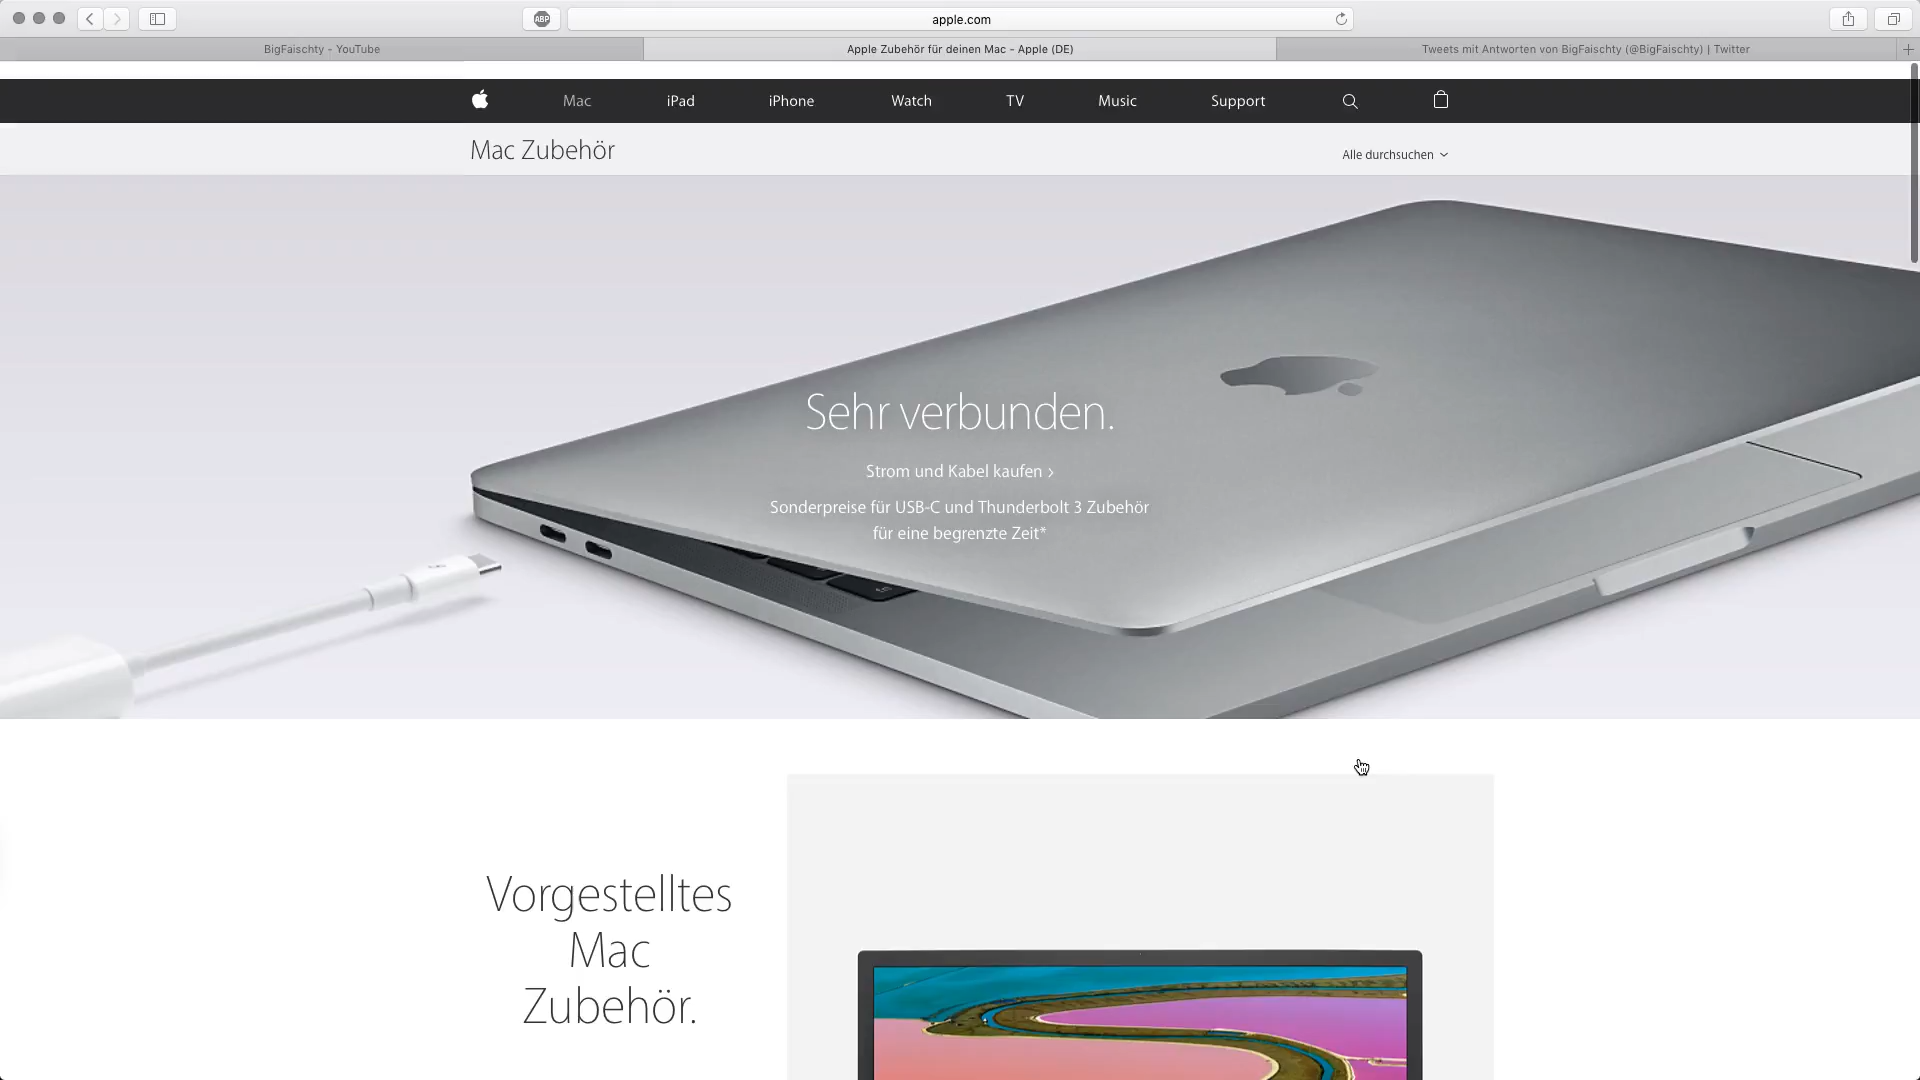 ABP
apple.com
BigFaischty - YouTube
Apple Zubehör für deinen Mac - Apple (DE)
Tweets mit Antworten von BigFaischty (@BigFaischty) | Twitter
Mac
iPad
iPhone
Watch
TV
Music
Support
Mac Zubehör
Alle durchsuchen
Sehr verbunden.
Strom und Kabel kaufen ›
Sonderpreise für USB-C und Thunderbolt 3 Zubehör
für eine begrenzte Zeit*
Vorgestelltes
Mac
Zubehör.